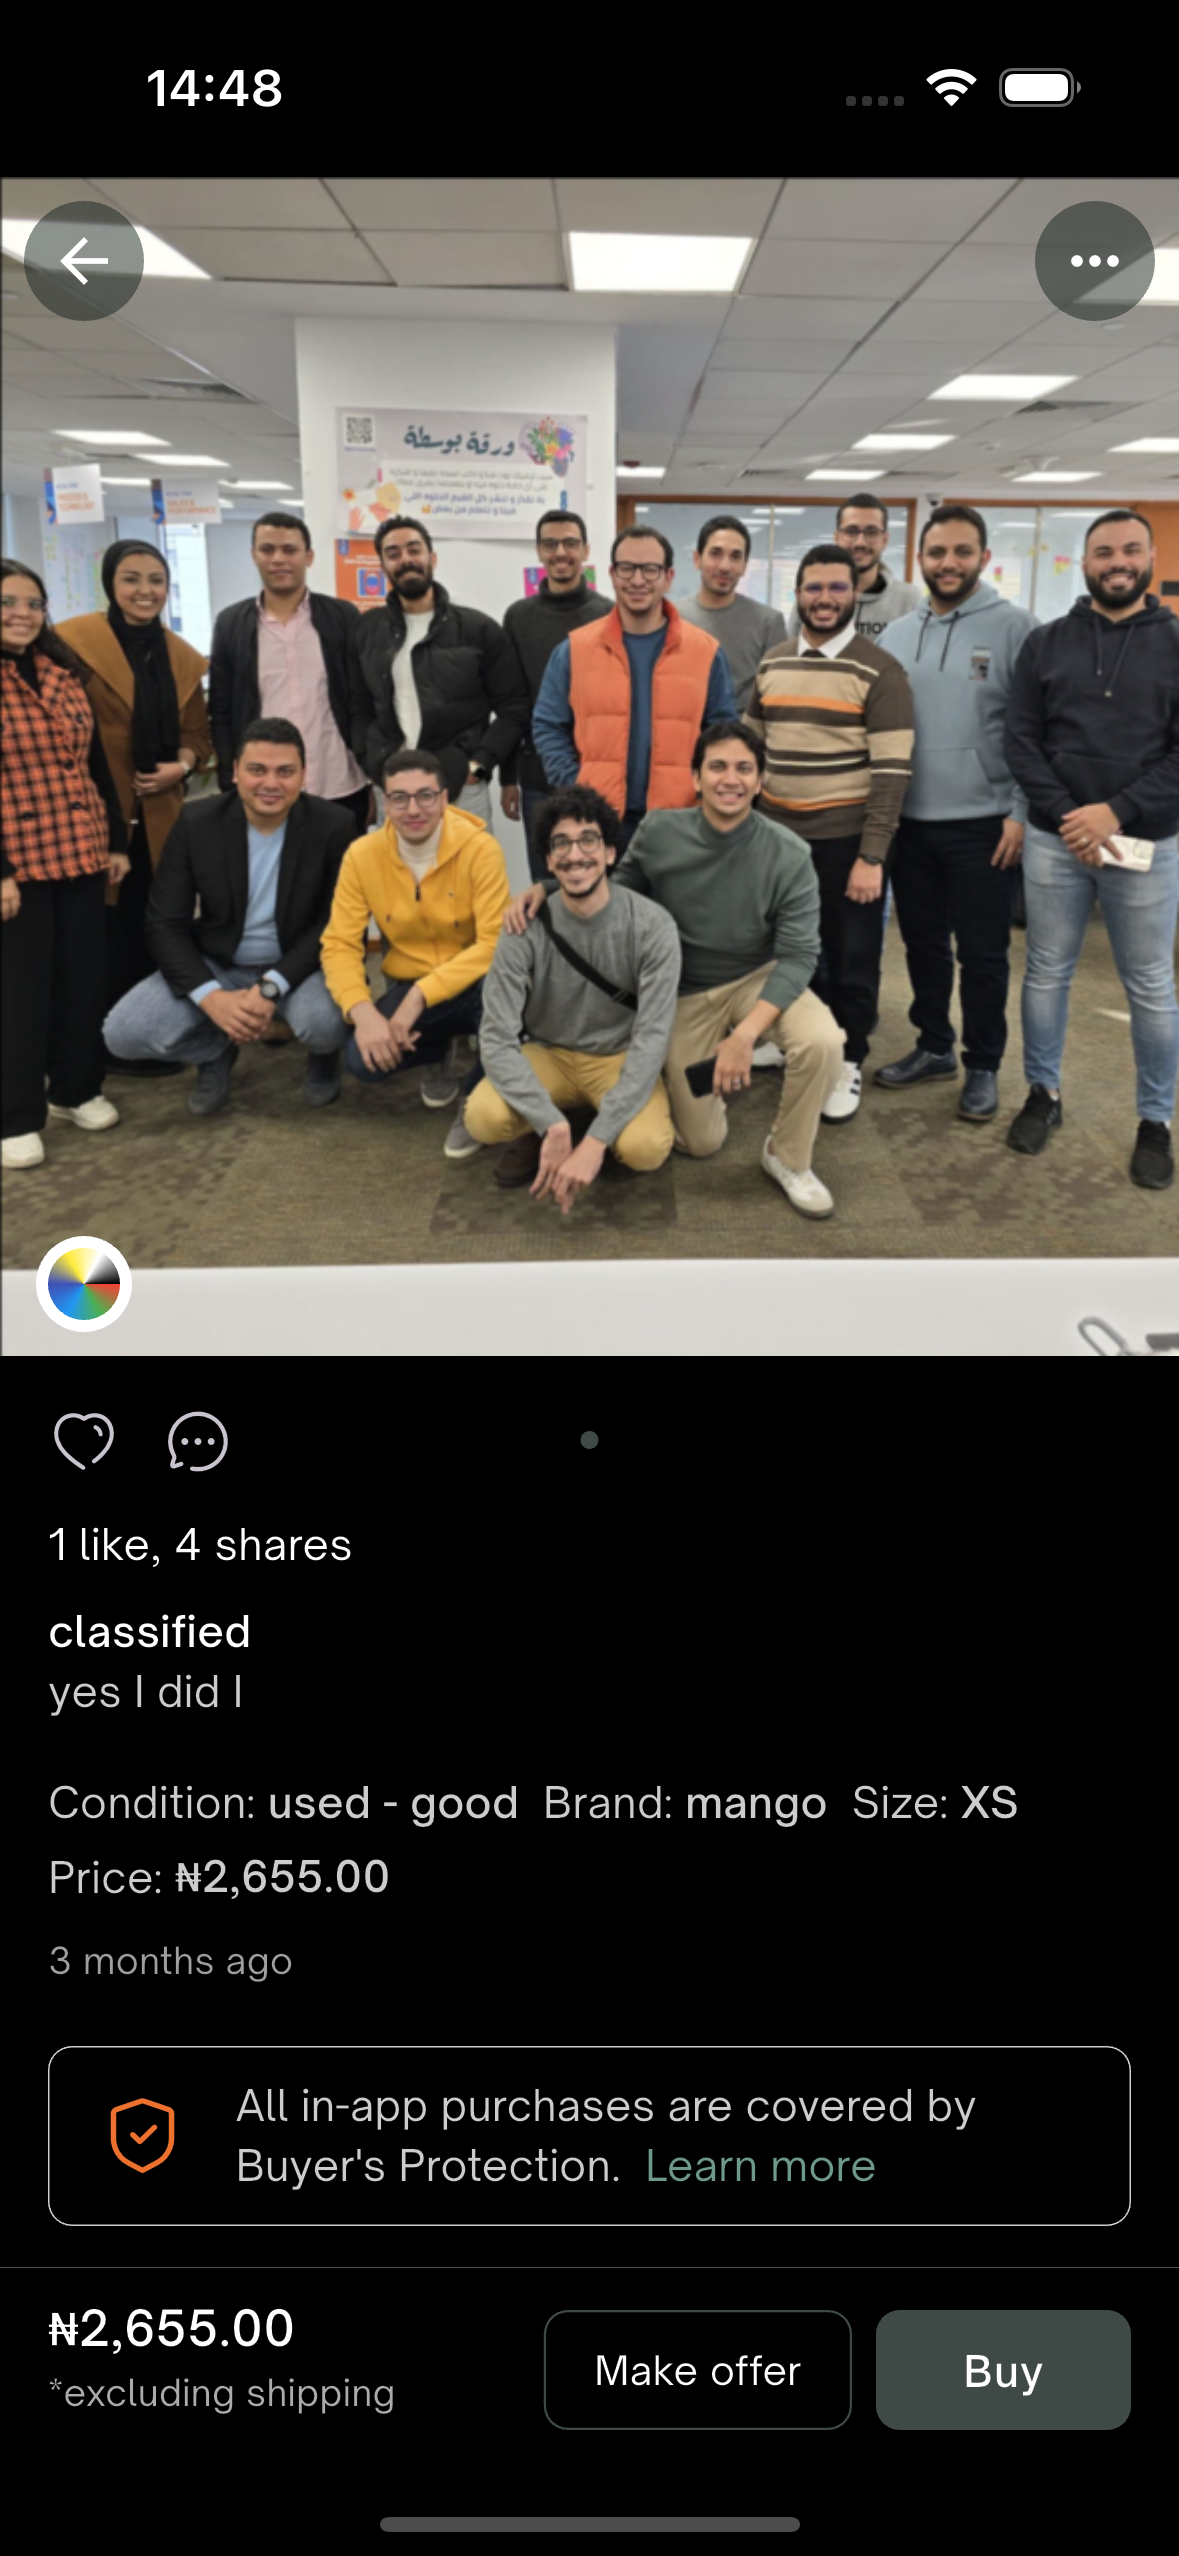 14:48
ورقة بوسطة
1 like, 4 shares
classified
yes I did I
Condition: used - good Brand: mango Size: XS
Price: ₦2,655.00
3 months ago
All in-app purchases are covered by
Buyer's Protection. Learn more
₦2,655.00
*excluding shipping
Make offer
Buy